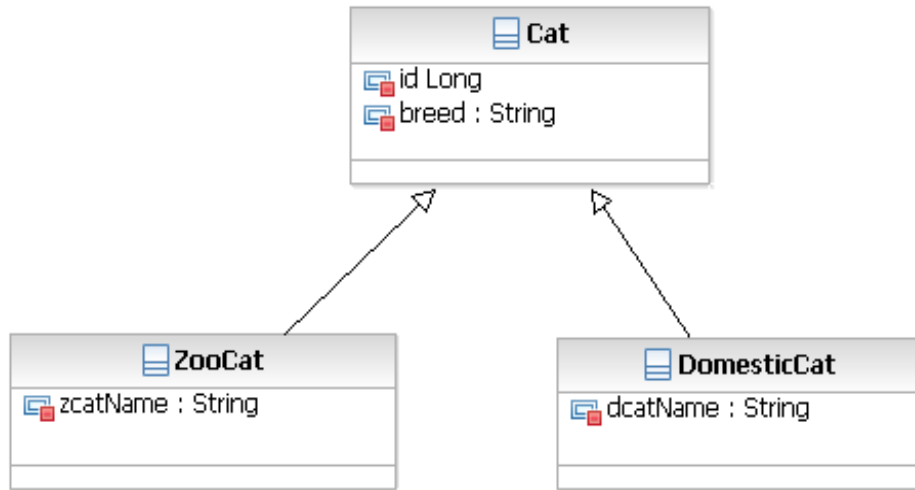 Cat
id Long
breed : String
ZooCat
zcatName : String
DomesticCat
dcatName : String